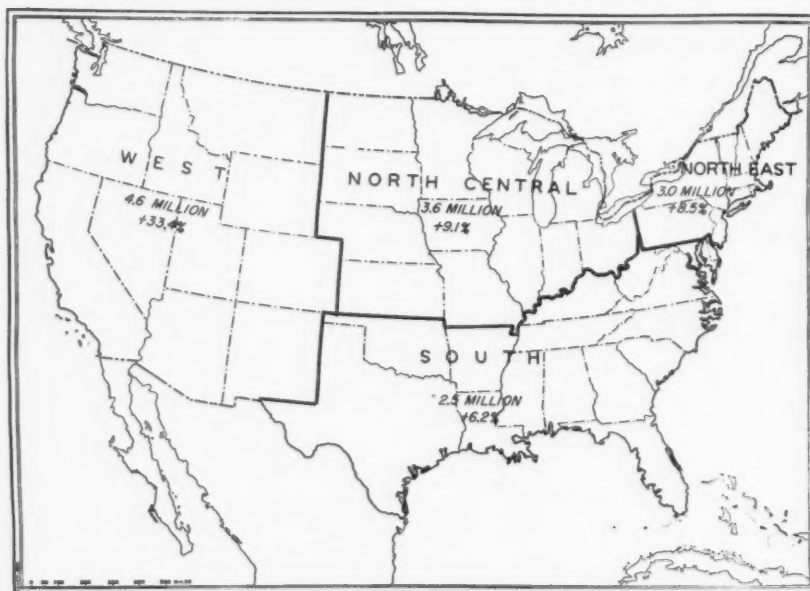 WEST
4.6 MILLION
+33.4%
NORTH CENTRAL
3.6 MILLION
+9.1%
NORTH EAST
3.0 MILLION
+8.5%
SOUTH
2.5 MILLION
+6.2%